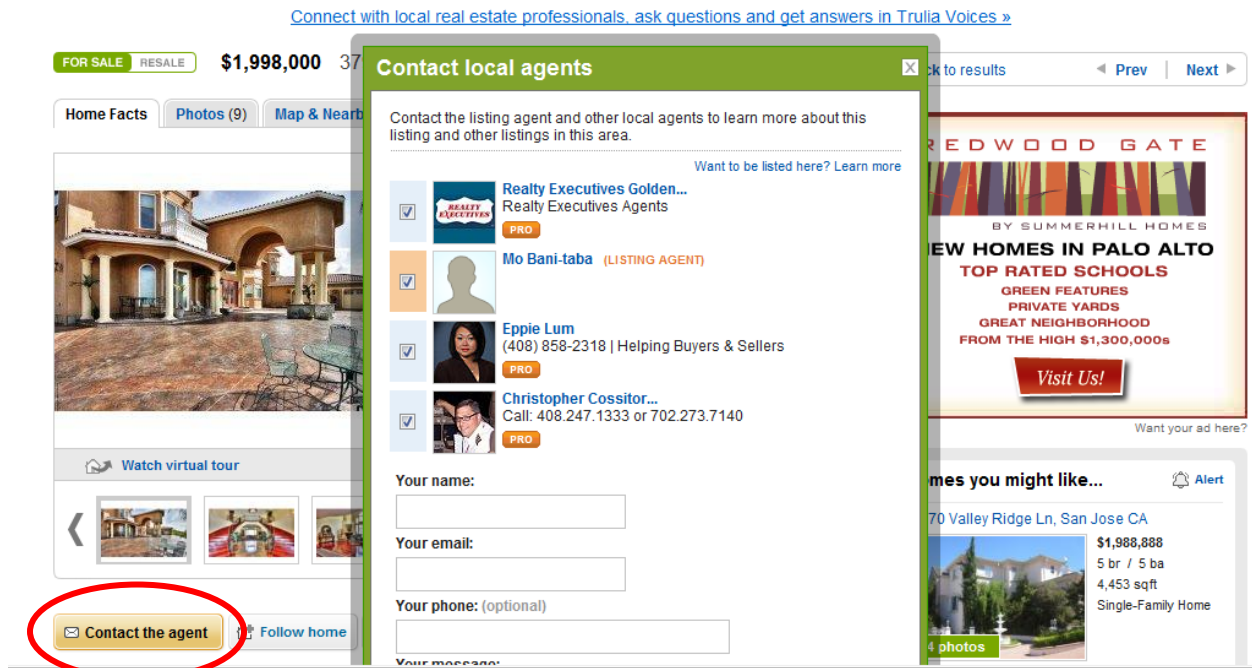 Connect with local real estate professionals, ask questions and get answers in Trulia Voices »
FOR SALE RESALE $1,998,000 37
Home Facts Photos (9) Map & Nearb
Watch virtual tour
Contact the agent Follow home
Contact local agents
Contact the listing agent and other local agents to learn more about this
listing and other listings in this area.
Want to be listed here? Learn more
REALTY
EXECUTIVES
Realty Executives Golden...
Realty Executives Agents
PRO
Mo Bani-taba (LISTING AGENT)
Eppie Lum
(408) 858-2318 | Helping Buyers & Sellers
PRO
Christopher Cossitor...
Call: 408.247.1333 or 702.273.7140
PRO
Your name:
Your email:
Your phone: (optional)
Your message:
ck to results Prev | Next
REDWOOD GATE
BY SUMMERHILL HOMES
EW HOMES IN PALO ALTO
TOP RATED SCHOOLS
GREEN FEATURES
PRIVATE YARDS
GREAT NEIGHBORHOOD
FROM THE HIGH $1,300,000s
Visit Us!
Want your ad here?
mes you might like... Alert
70 Valley Ridge Ln, San Jose CA
$1,988,888
5 br / 5 ba
4,453 sqft
Single-Family Home
4 photos